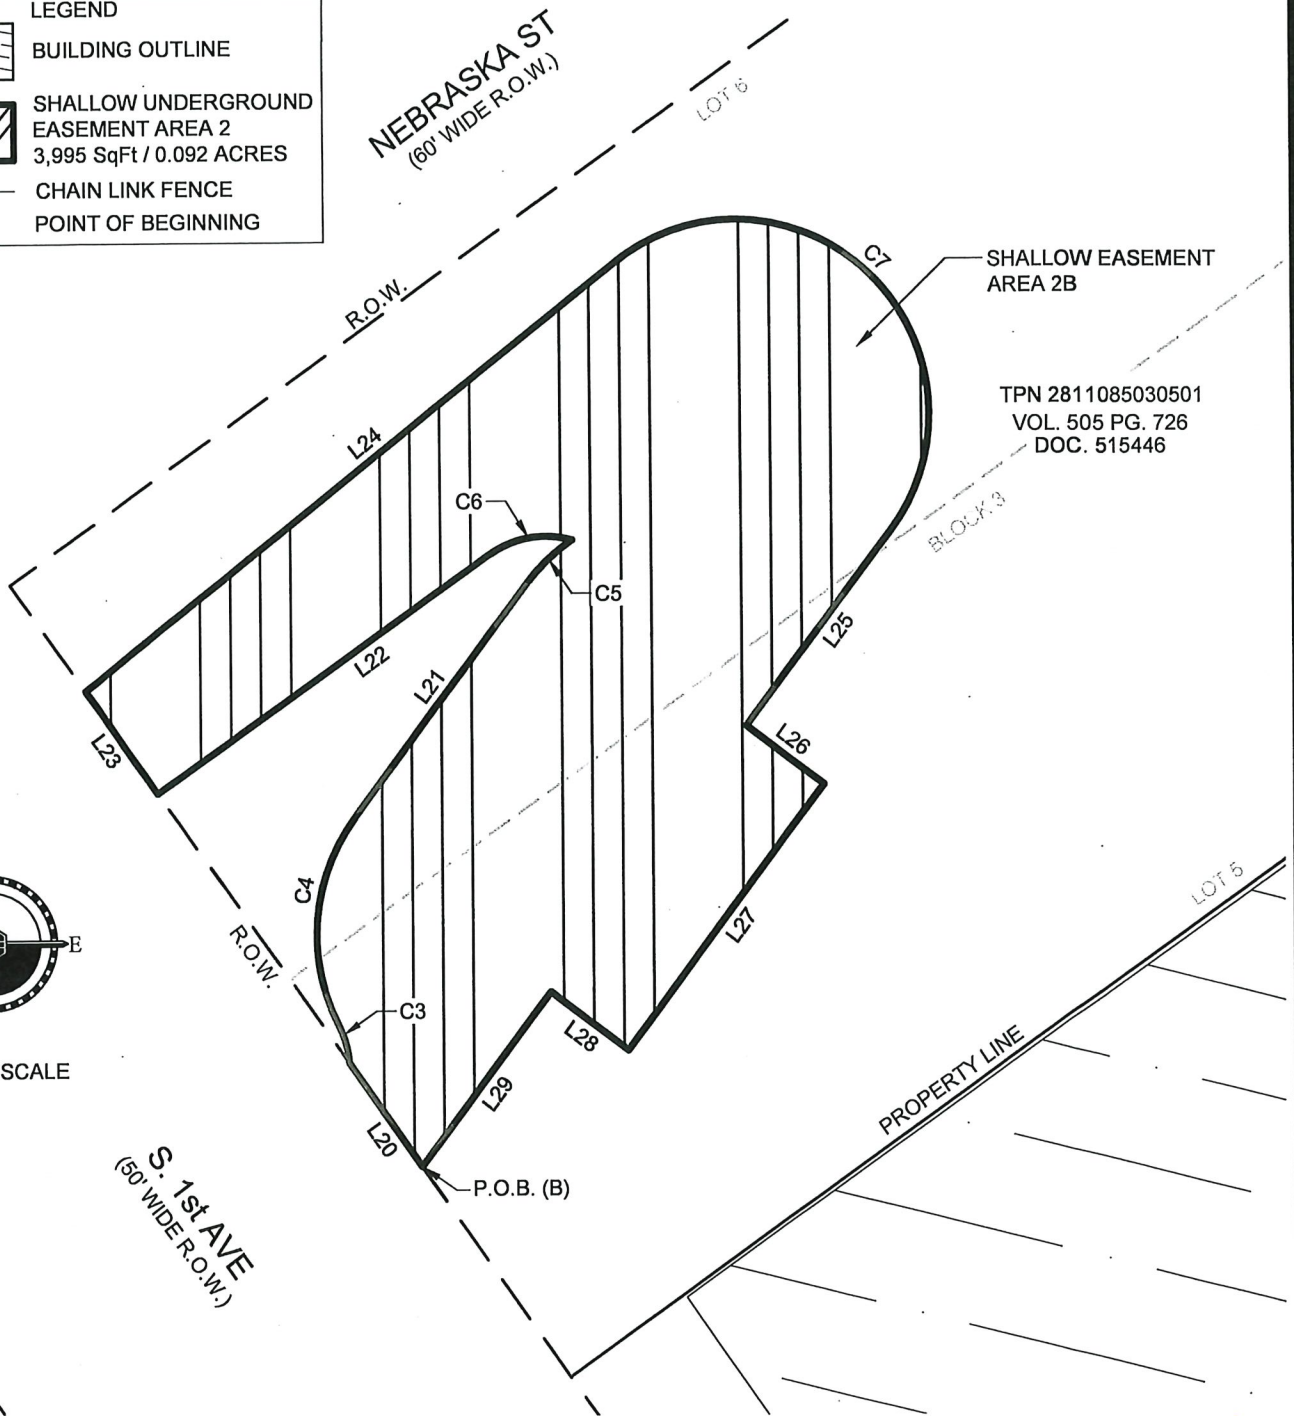 LEGEND
BUILDING OUTLINE
SHALLOW UNDERGROUND
EASEMENT AREA 2
3,995 SqFt / 0.092 ACRES
CHAIN LINK FENCE
POINT OF BEGINNING
NEBRASKA ST
(60' WIDE R.O.W.)
LOT 6
R.O.W.
C7
SHALLOW EASEMENT
AREA 2B
TPN 2811085030501
VOL. 505 PG. 726
DOC. 515446
BLOCK 3
L24
C6
C5
L25
L22
L21
L23
L26
C4
L27
LOT 5
R.O.W.
E
C3
L28
SCALE
L29
PROPERTY LINE
L20
P.O.B. (B)
S. 1st AVE
(50' WIDE R.O.W.)